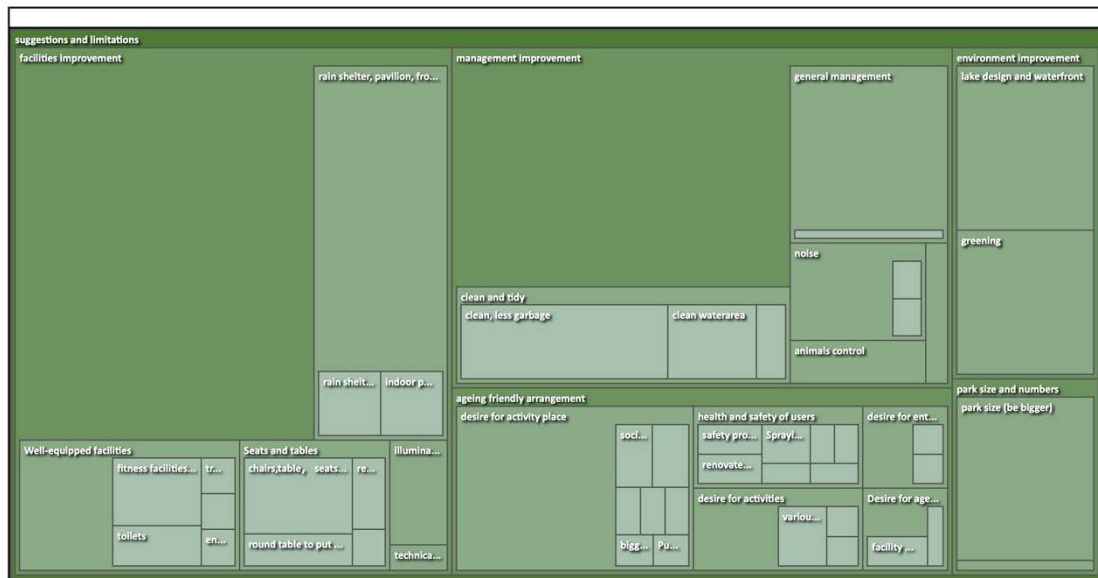 suggestions and limitations
facilities improvement
rain shelter, pavilion, fro...
rain shelt...
indoor p...
Well-equipped facilities
fitness facilities...
tr...
toilets
en...
Seats and tables
chairs,table, seats...
re...
round table to put ...
illumina...
technica...
management improvement
general management
noise
animals control
clean and tidy
clean, less garbage
clean waterarea
ageing friendly arrangement
desire for activity place
soci...
bigg...
Pu...
health and safety of users
safety pro...
Sprayi...
renovate...
desire for ent...
desire for activities
variou...
Desire for age...
facility ...
environment improvement
lake design and waterfront
greening
park size and numbers
park size (be bigger)